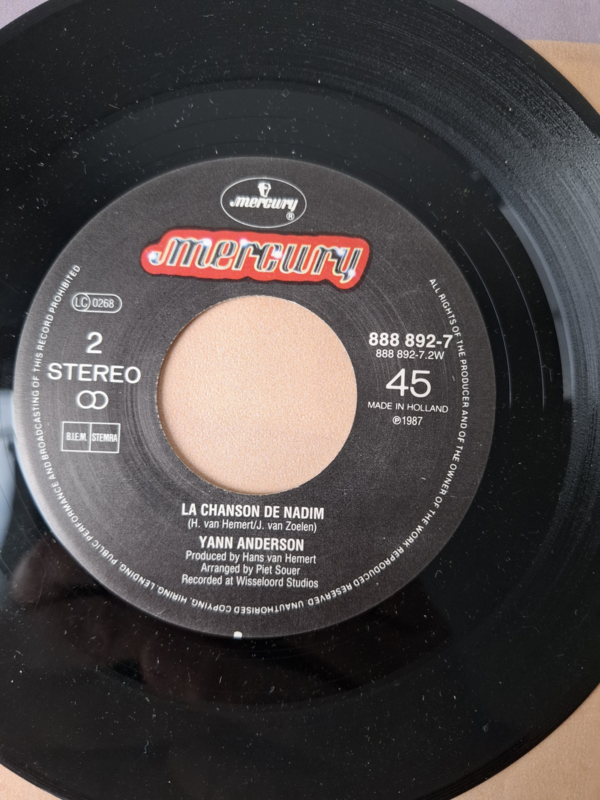 mercury
®
mercury
LC 0268
2
STEREO
B.I.E.M. STEMRA
888 892-7
888 892-7.2W
45
MADE IN HOLLAND
℗1987
LA CHANSON DE NADIM
(H. van Hemert/J. van Zoelen)
YANN ANDERSON
Produced by Hans van Hemert
Arranged by Piet Souer
Recorded at Wisseloord Studios
ALL RIGHTS OF THE PRODUCER AND OF THE OWNER OF THE WORK REPRODUCED RESERVED. UNAUTHORISED COPYING, HIRING, LENDING, PUBLIC PERFORMANCE AND BROADCASTING OF THIS RECORD PROHIBITED